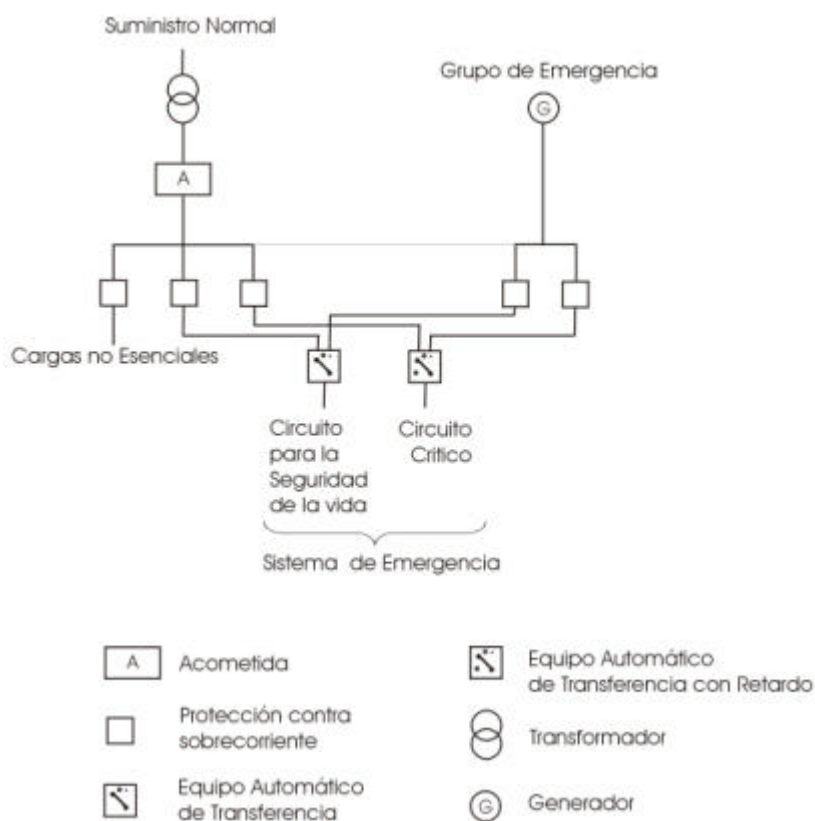 Suministro Normal
Grupo de Emergencia
G
A
Cargas no Esenciales
Circuito
para la
Seguridad
de la vida
Circuito
Crítico
Sistema de Emergencia
A
Acometida
Protección contra
sobrecorriente
Equipo Automático
de Transferencia
Equipo Automático
de Transferencia con Retardo
Transformador
G
Generador